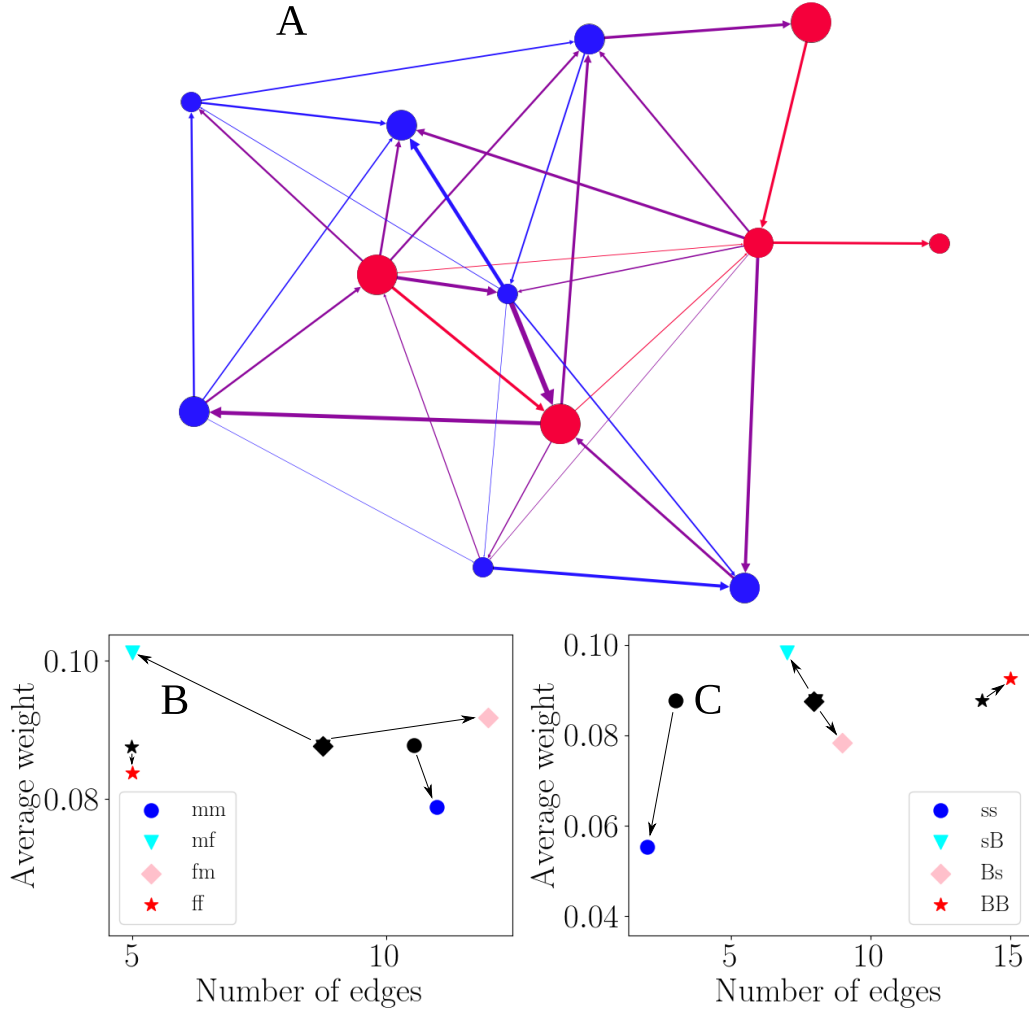 A
B
0.10
0.08
Average weight
mm
mf
fm
ff
5
10
Number of edges
C
0.10
0.08
0.06
0.04
Average weight
ss
sB
Bs
BB
5
10
15
Number of edges